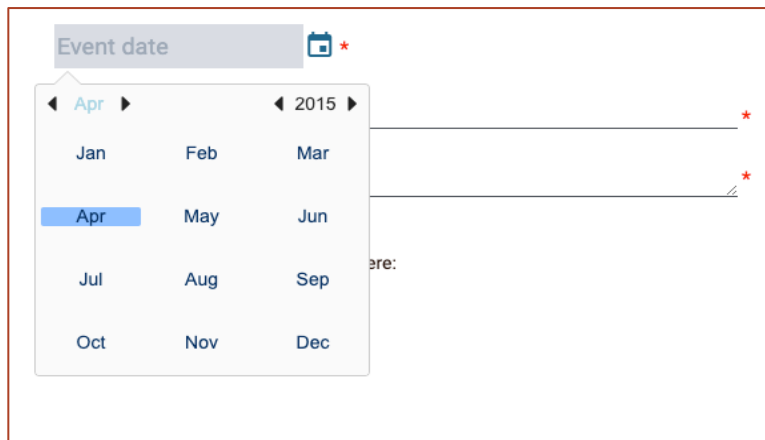 Event date *
Apr 2015
*
Jan Feb Mar
*
Apr May Jun
ere:
Jul Aug Sep
Oct Nov Dec